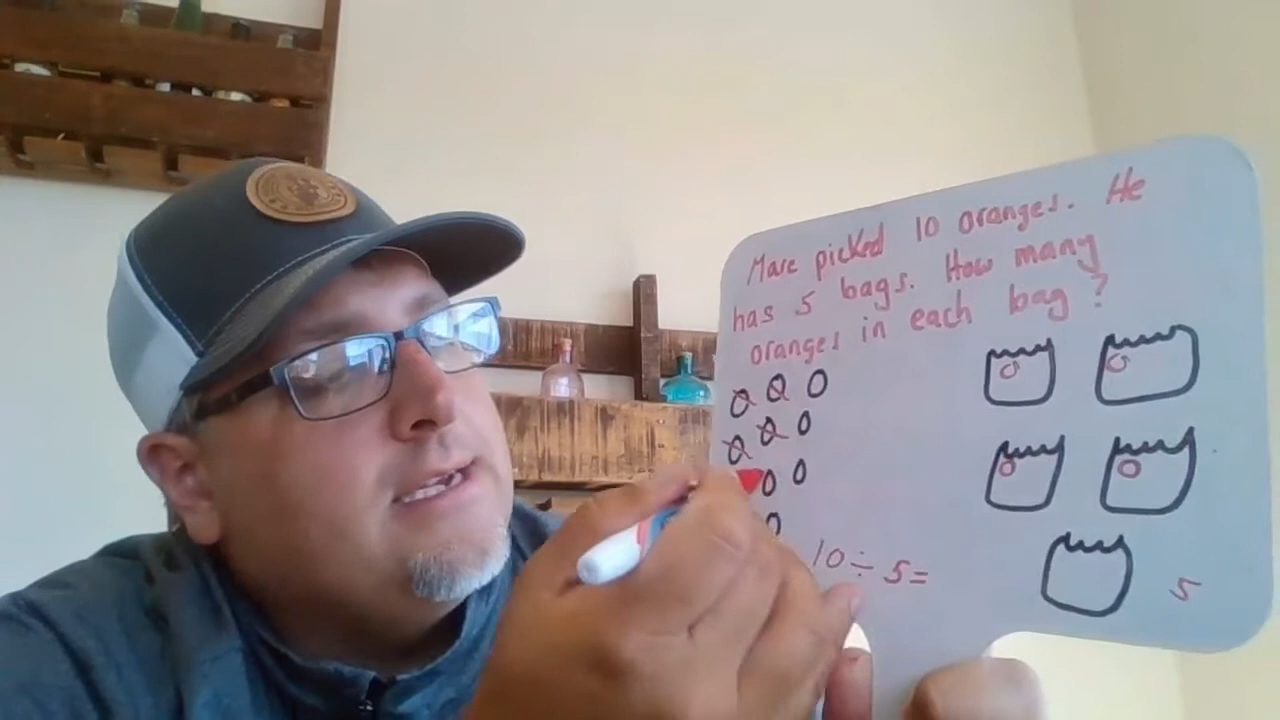 Marc picked 10 oranges. He
has 5 bags. How many
oranges in each bag?
10 ÷ 5 =
5